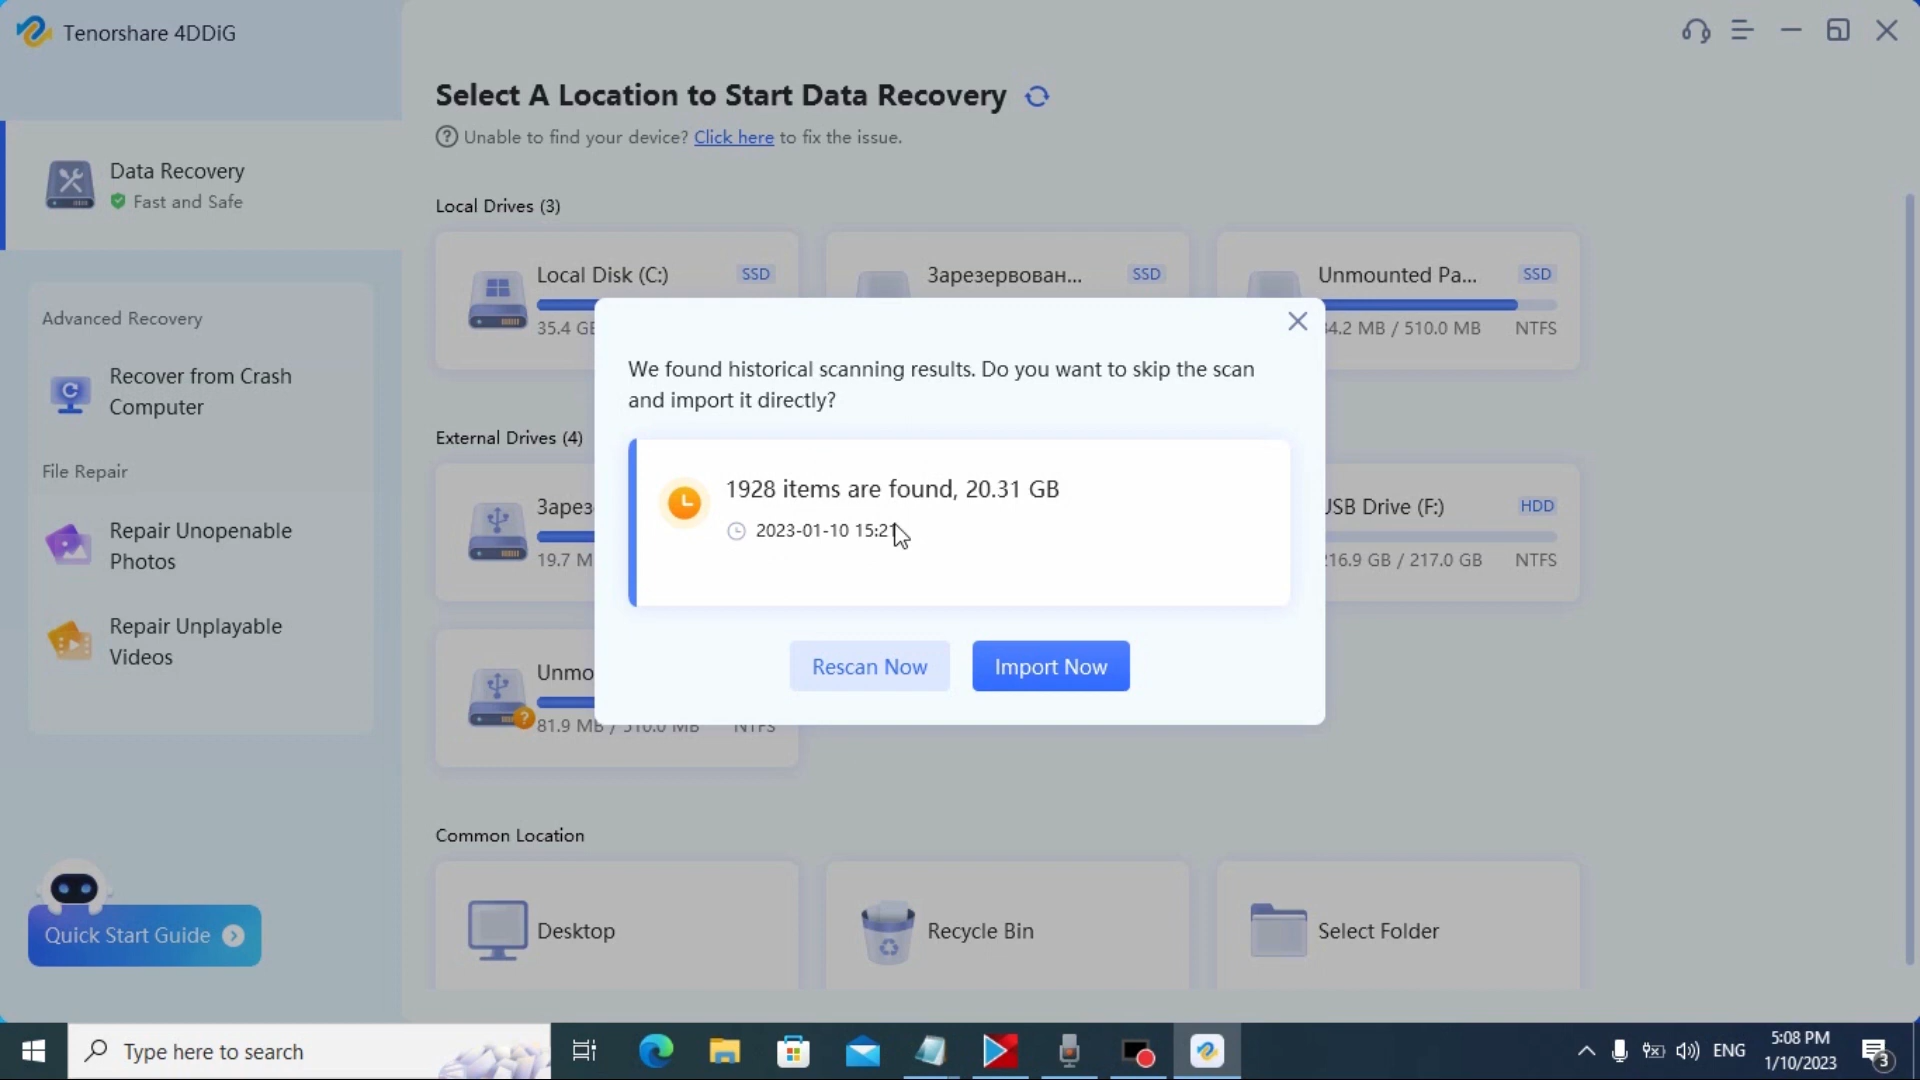 Tenorshare 4DDiG
Select A Location to Start Data Recovery
Unable to find your device? Click here to fix the issue.
Data Recovery
Fast and Safe
Advanced Recovery
Recover from Crash
Computer
File Repair
Repair Unopenable
Photos
Repair Unplayable
Videos
Quick Start Guide
Local Drives (3)
Local Disk (C:)
SSD
35.4 GB
Зарезервован...
SSD
Unmounted Pa...
SSD
MB / 510.0 MB
NTFS
We found historical scanning results. Do you want to skip the scan
and import it directly?
1928 items are found, 20.31 GB
2023-01-10 15:21
Rescan Now
Import Now
External Drives (4)
19.7 M
USB Drive (F:)
HDD
216.9 GB / 217.0 GB
NTFS
81.9 MB / 510.0 MB
NTFS
Common Location
Desktop
Recycle Bin
Select Folder
Type here to search
ENG
5:08 PM
1/10/2023
3